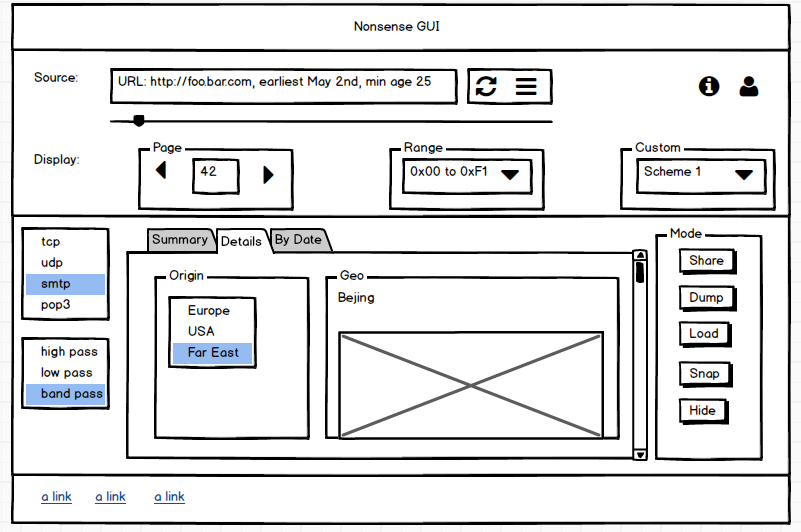 Nonsense GUI
Source:
URL: http://foo.bar.com, earliest May 2nd, min age 25
Display:
Page
42
Range
0x00 to 0xF1
Custom
Scheme 1
tcp
udp
smtp
pop3
high pass
low pass
band pass
Summary
Details
By Date
Origin
Europe
USA
Far East
Geo
Bejing
Mode
Share
Dump
Load
Snap
Hide
a link a link a link